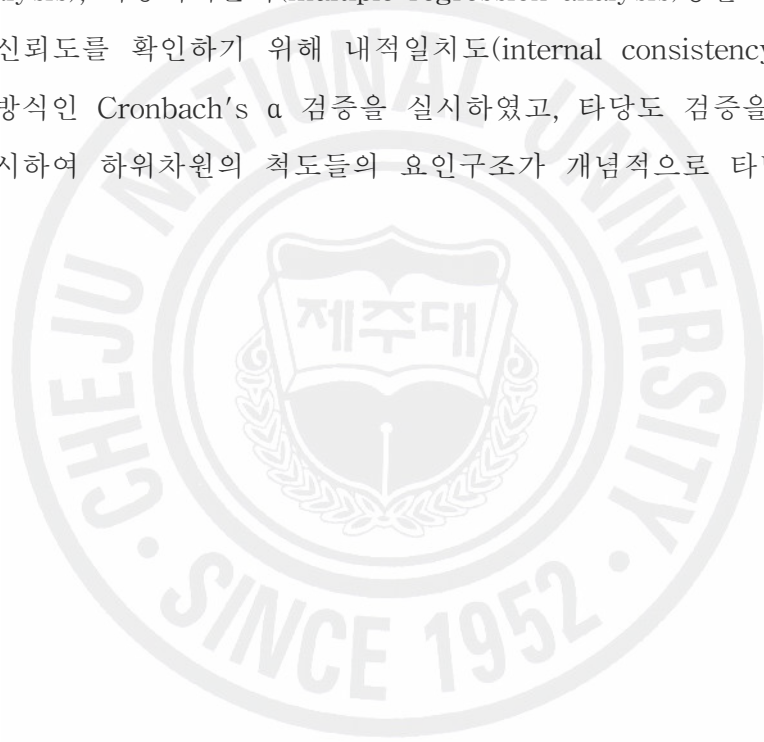 신뢰도를 확인하기 위해 내적일치도(internal consistency
방식인 Cronbach's α 검증을 실시하였고, 타당도 검증을
시하여 하위차원의 척도들의 요인구조가 개념적으로
CHEJU NATIONAL UNIVERSITY
제주대
· SINCE 1952 ·